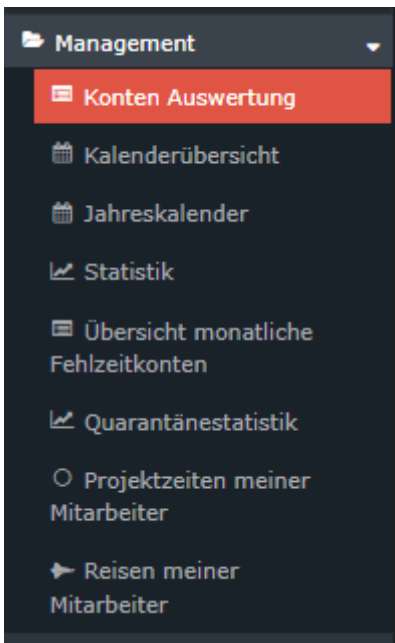 Management
Konten Auswertung
Kalenderübersicht
Jahreskalender
Statistik
Übersicht monatliche
Fehlzeitkonten
Quarantänestatistik
Projektzeiten meiner
Mitarbeiter
Reisen meiner
Mitarbeiter